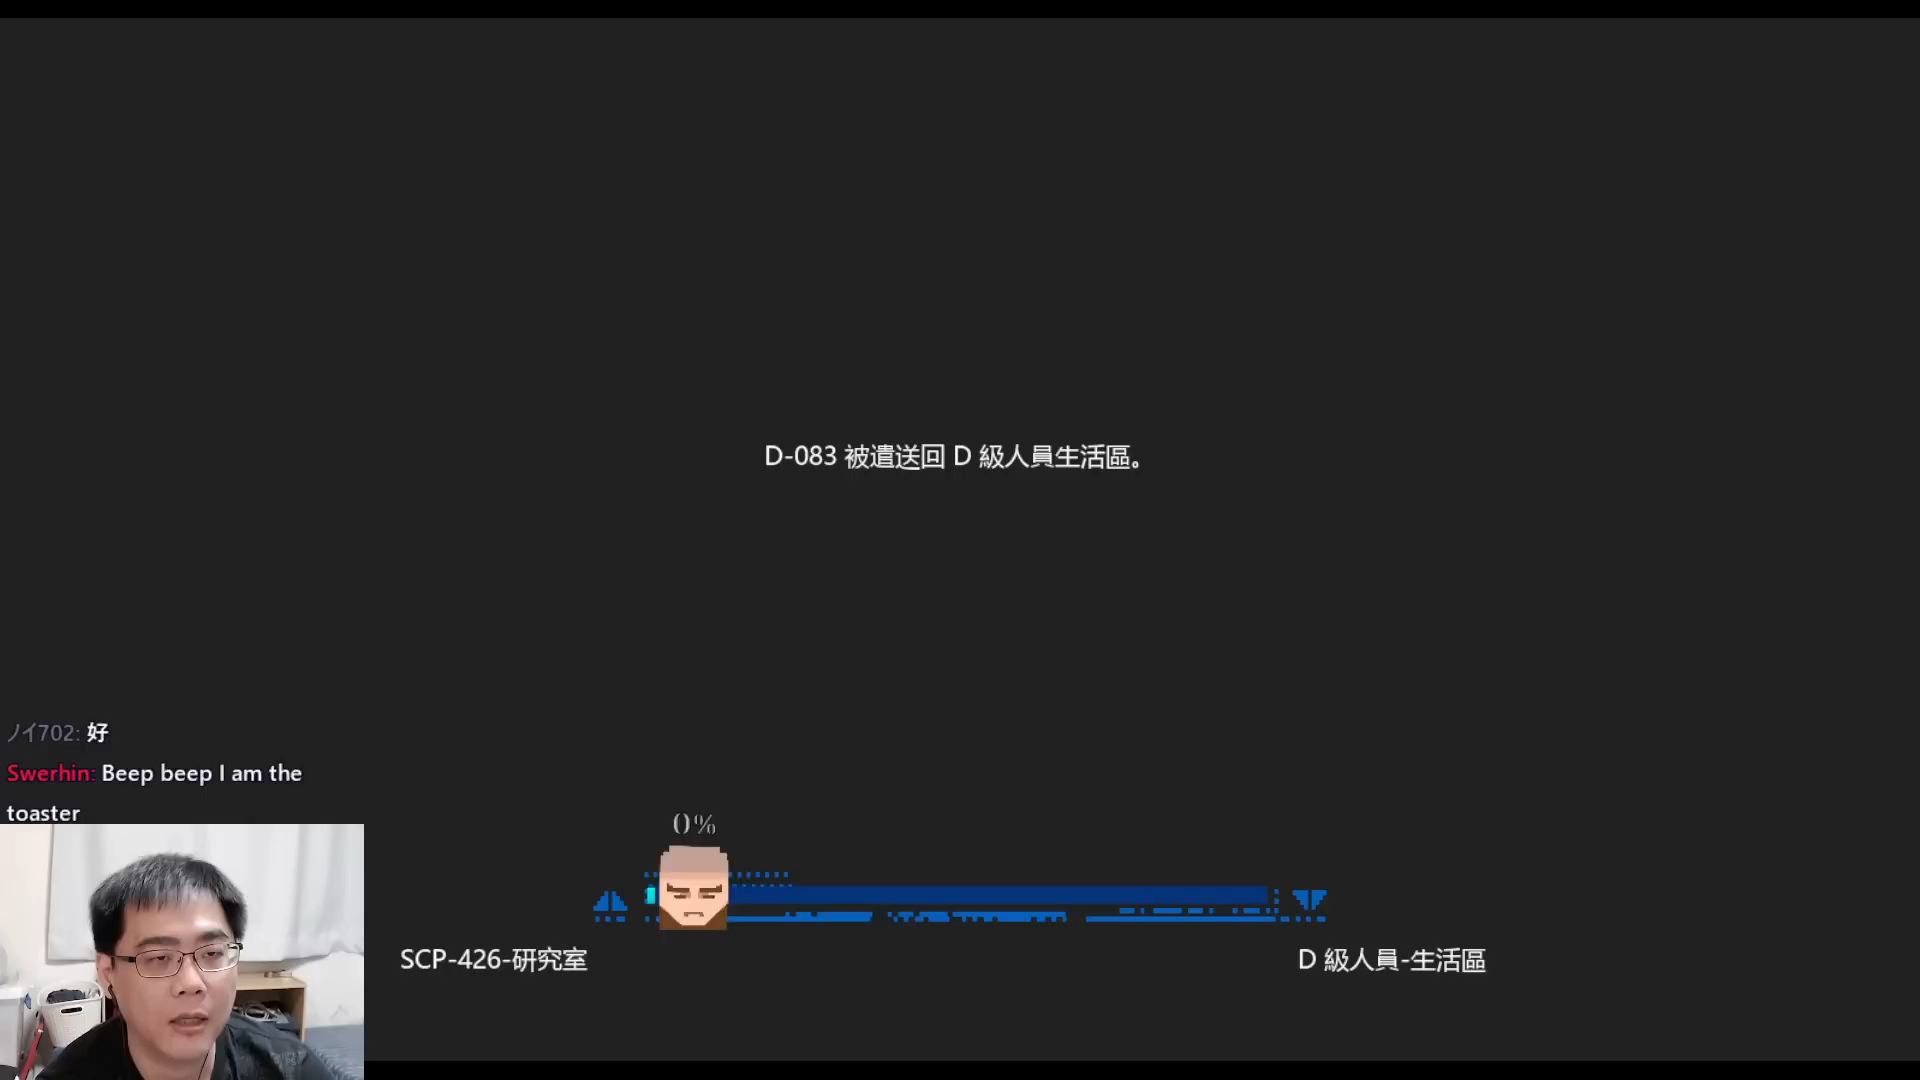 D-083 被遣送回 D 級人員生活區。
ノイ702: 好
Swerhin: Beep beep I am the
toaster
0%
SCP-426-研究室
D 級人員-生活區